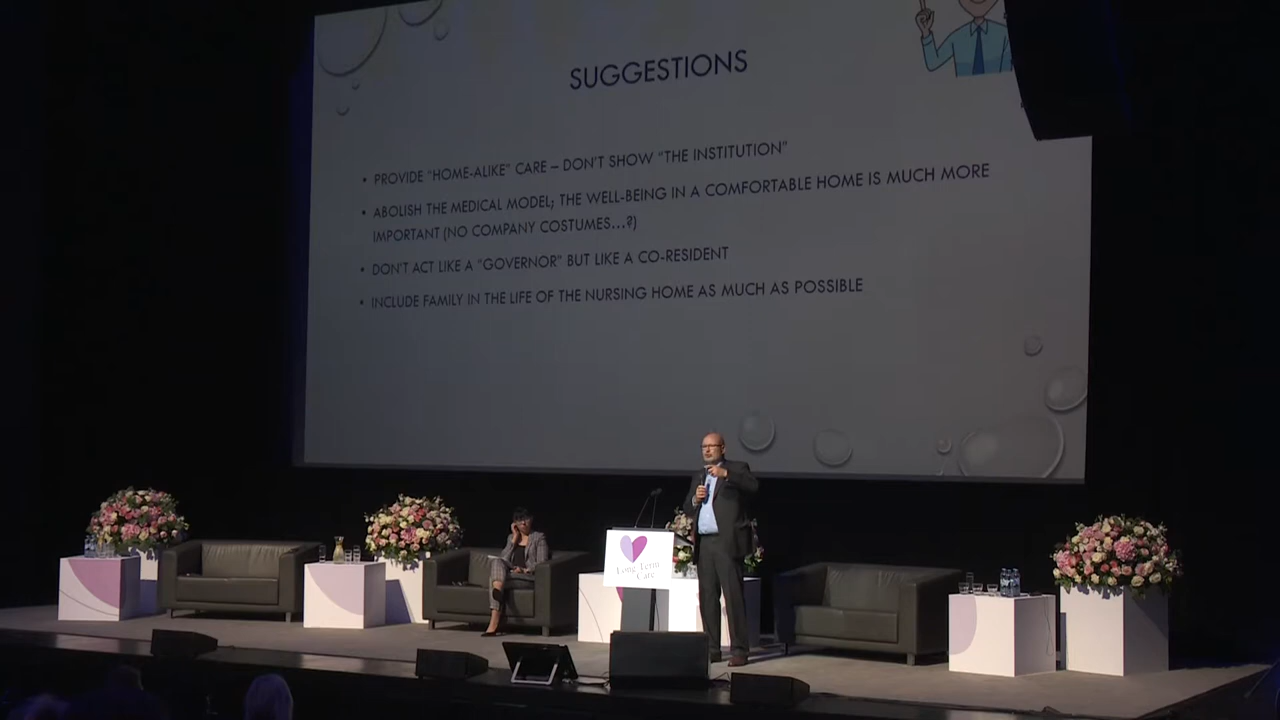 SUGGESTIONS
• PROVIDE "HOME-ALIKE" CARE – DON'T SHOW "THE INSTITUTION"
• ABOLISH THE MEDICAL MODEL; THE WELL-BEING IN A COMFORTABLE HOME IS MUCH MORE
IMPORTANT (NO COMPANY COSTUMES...?)
• DON'T ACT LIKE A "GOVERNOR" BUT LIKE A CO-RESIDENT
• INCLUDE FAMILY IN THE LIFE OF THE NURSING HOME AS MUCH AS POSSIBLE
Long Term
Care